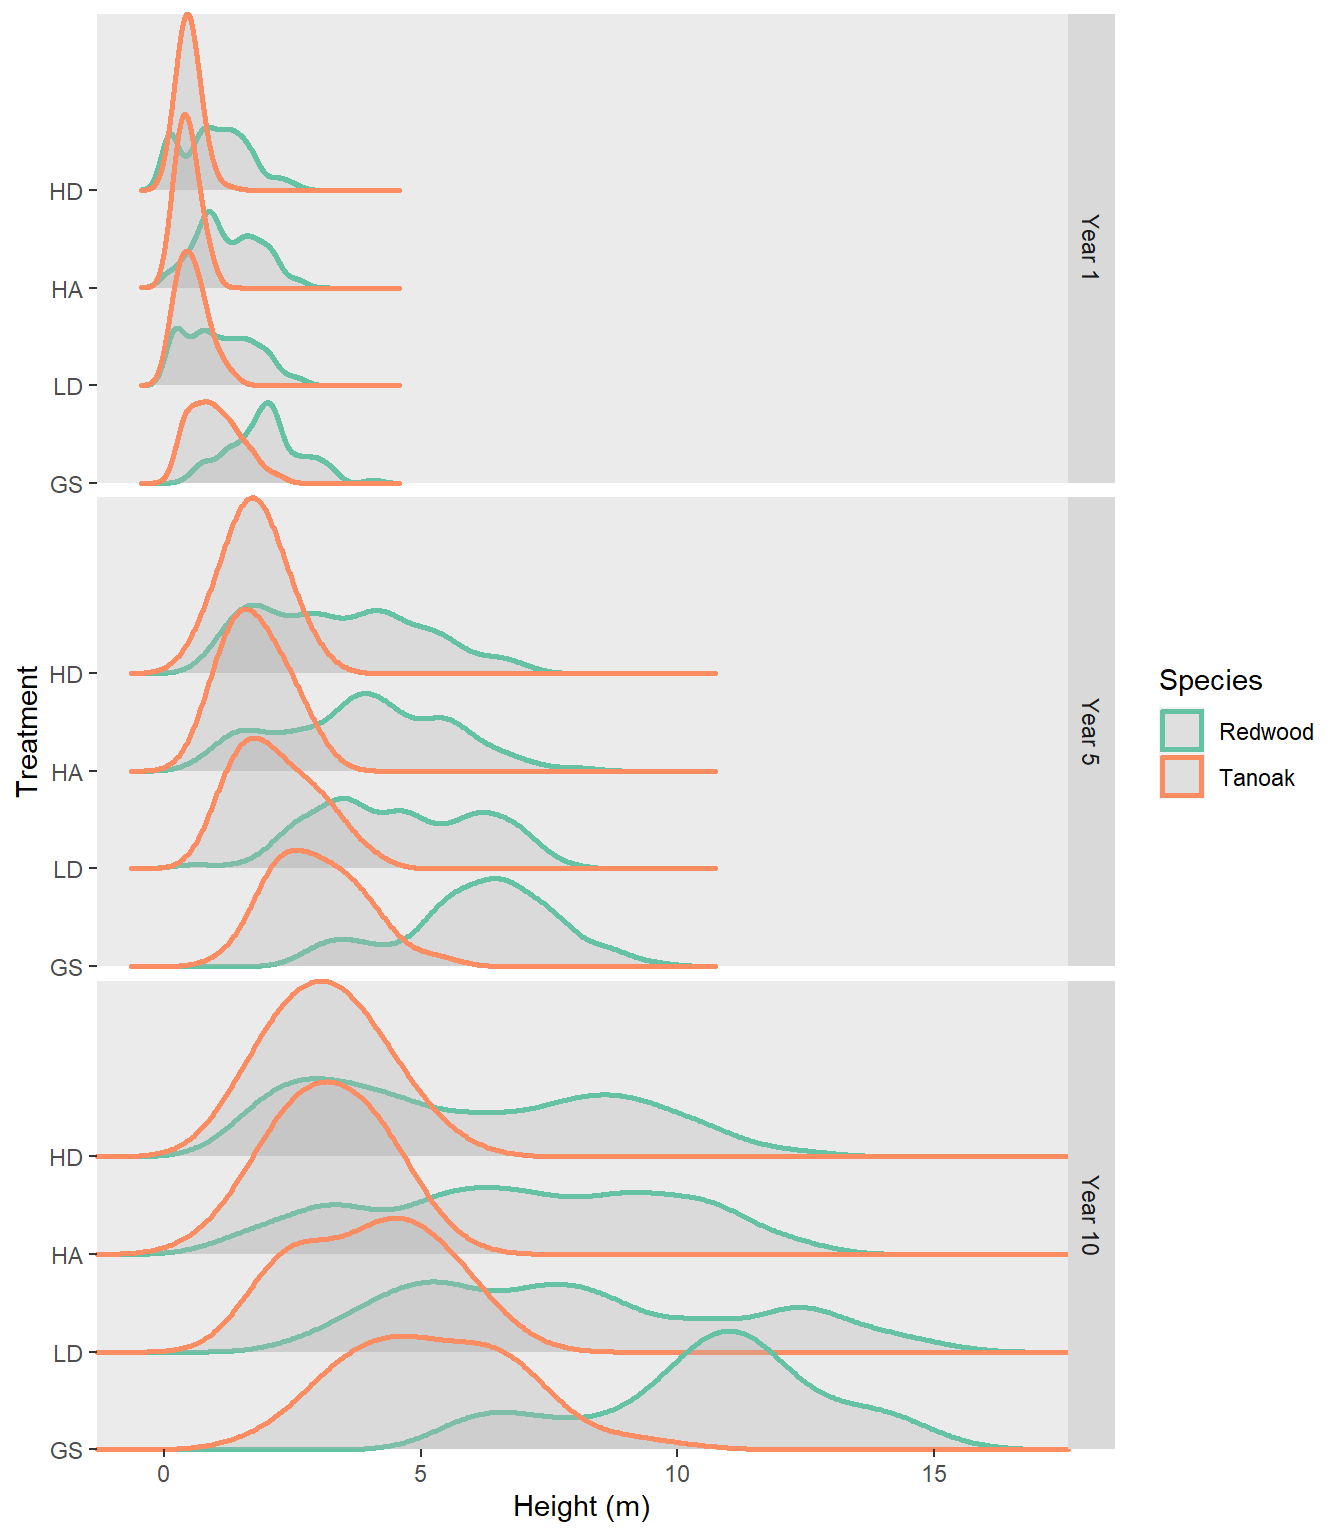 HD
HA
LD
GS
Year 1
HD
HA
LD
GS
Year 5
HD
HA
LD
GS
Year 10
0 5 10 15
Height (m)
Treatment
Species
Redwood
Tanoak